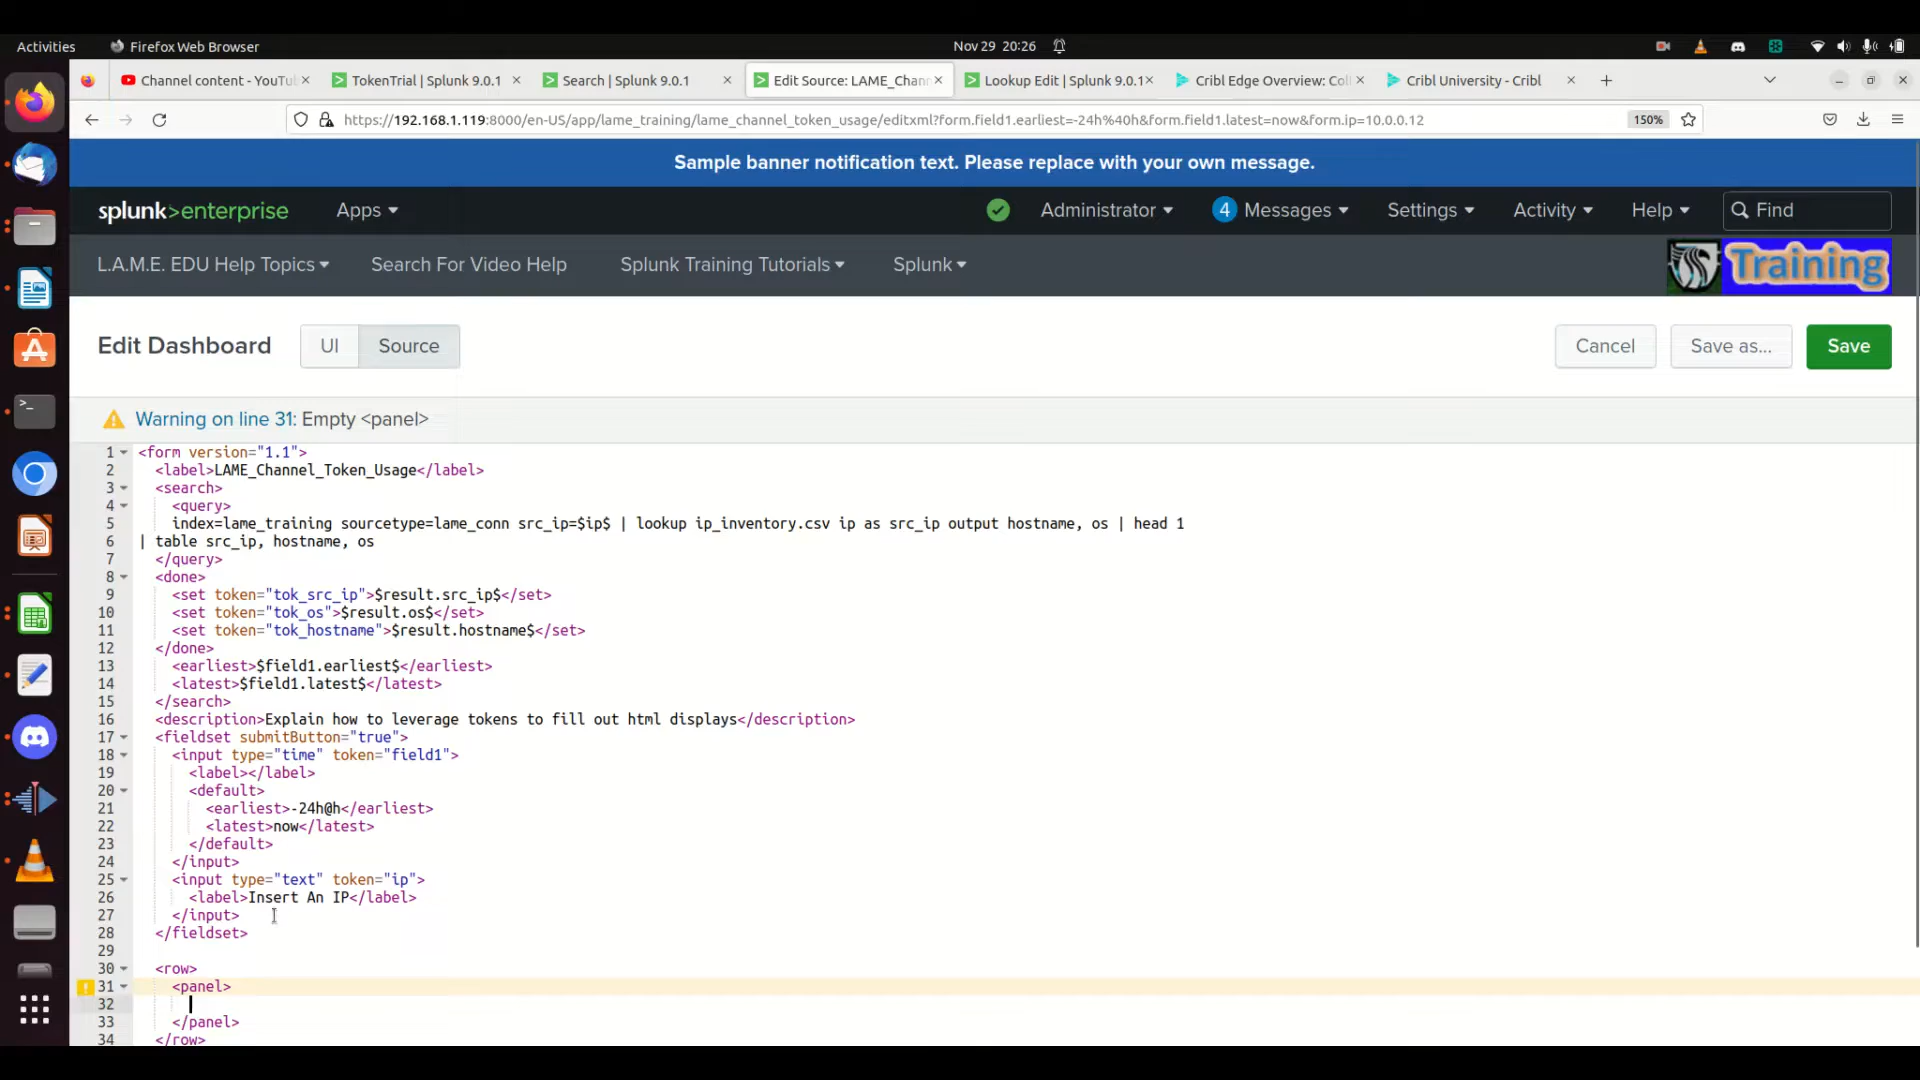 Activities
Firefox Web Browser
Nov 29 20:26
Channel content - YouTu
TokenTrial | Splunk 9.0.1
Search | Splunk 9.0.1
Edit Source: LAME_Chann
Lookup Edit | Splunk 9.0.1
Cribl Edge Overview: Col
Cribl University - Cribl
https://192.168.1.119:8000/en-US/app/lame_training/lame_channel_token_usage/editxml?form.field1.earliest=-24h%40h&form.field1.latest=now&form.ip=10.0.0.12
150%
Sample banner notification text. Please replace with your own message.
splunk>enterprise
Apps
Administrator
4 Messages
Settings
Activity
Help
Find
L.A.M.E. EDU Help Topics
Search For Video Help
Splunk Training Tutorials
Splunk
Training
Edit Dashboard
UI
Source
Cancel
Save as...
Save
Warning on line 31: Empty <panel>
1 <form version="1.1">
2 <label>LAME_Channel_Token_Usage</label>
3 <search>
4 <query>
5 index=lame_training sourcetype=lame_conn src_ip=$ip$ | lookup ip_inventory.csv ip as src_ip output hostname, os | head 1
6 | table src_ip, hostname, os
7 </query>
8 <done>
9 <set token="tok_src_ip">$result.src_ip$</set>
10 <set token="tok_os">$result.os$</set>
11 <set token="tok_hostname">$result.hostname$</set>
12 </done>
13 <earliest>$field1.earliest$</earliest>
14 <latest>$field1.latest$</latest>
15 </search>
16 <description>Explain how to leverage tokens to fill out html displays</description>
17 <fieldset submitButton="true">
18 <input type="time" token="field1">
19 <label></label>
20 <default>
21 <earliest>-24h@h</earliest>
22 <latest>now</latest>
23 </default>
24 </input>
25 <input type="text" token="ip">
26 <label>Insert An IP</label>
27 </input>
28 </fieldset>
29
30 <row>
31 <panel>
32
33 </panel>
34 </row>